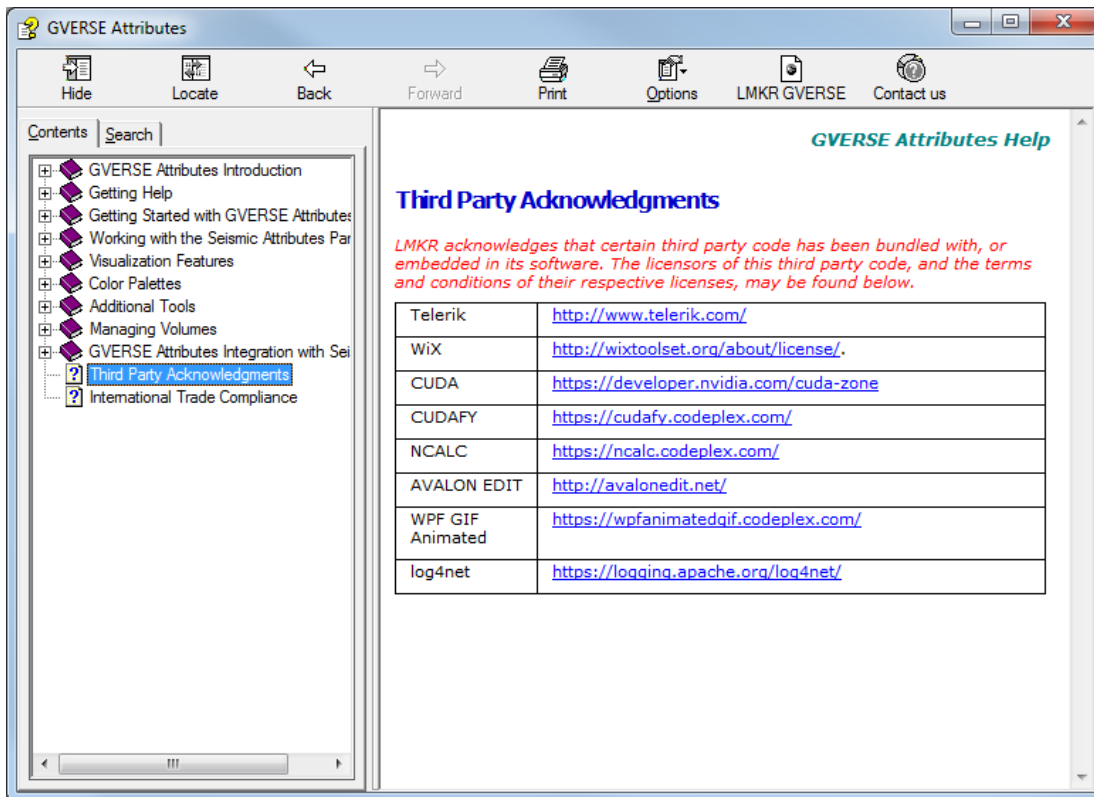 GVERSE Attributes
Hide Locate Back Forward Print Options LMKR GVERSE Contact us
Contents Search
GVERSE Attributes Introduction
Getting Help
Getting Started with GVERSE Attributes
Working with the Seismic Attributes Par
Visualization Features
Color Palettes
Additional Tools
Managing Volumes
GVERSE Attributes Integration with Sei
Third Party Acknowledgments
International Trade Compliance
GVERSE Attributes Help
Third Party Acknowledgments
LMKR acknowledges that certain third party code has been bundled with, or
embedded in its software. The licensors of this third party code, and the terms
and conditions of their respective licenses, may be found below.
Telerik http://www.telerik.com/
WiX http://wixtoolset.org/about/license/.
CUDA https://developer.nvidia.com/cuda-zone
CUDAFY https://cudafy.codeplex.com/
NCALC https://ncalc.codeplex.com/
AVALON EDIT http://avalonedit.net/
WPF GIF https://wpfanimatedgif.codeplex.com/
Animated
log4net https://logging.apache.org/log4net/